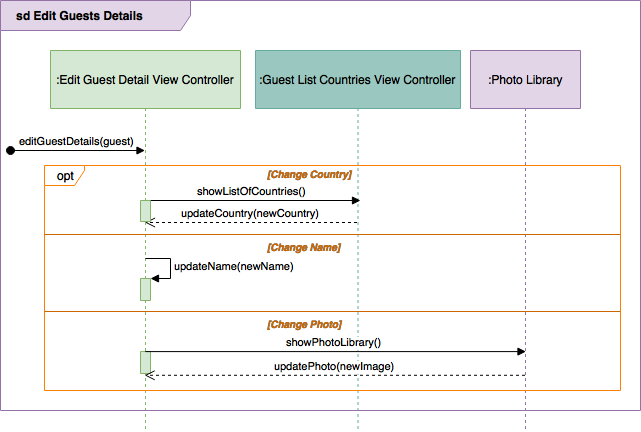 sd Edit Guests Details
:Edit Guest Detail View Controller
:Guest List Countries View Controller
:Photo Library
editGuestDetails(guest)
opt
[Change Country]
showListOfCountries()
updateCountry(newCountry)
[Change Name]
updateName(newName)
[Change Photo]
showPhotoLibrary()
updatePhoto(newImage)